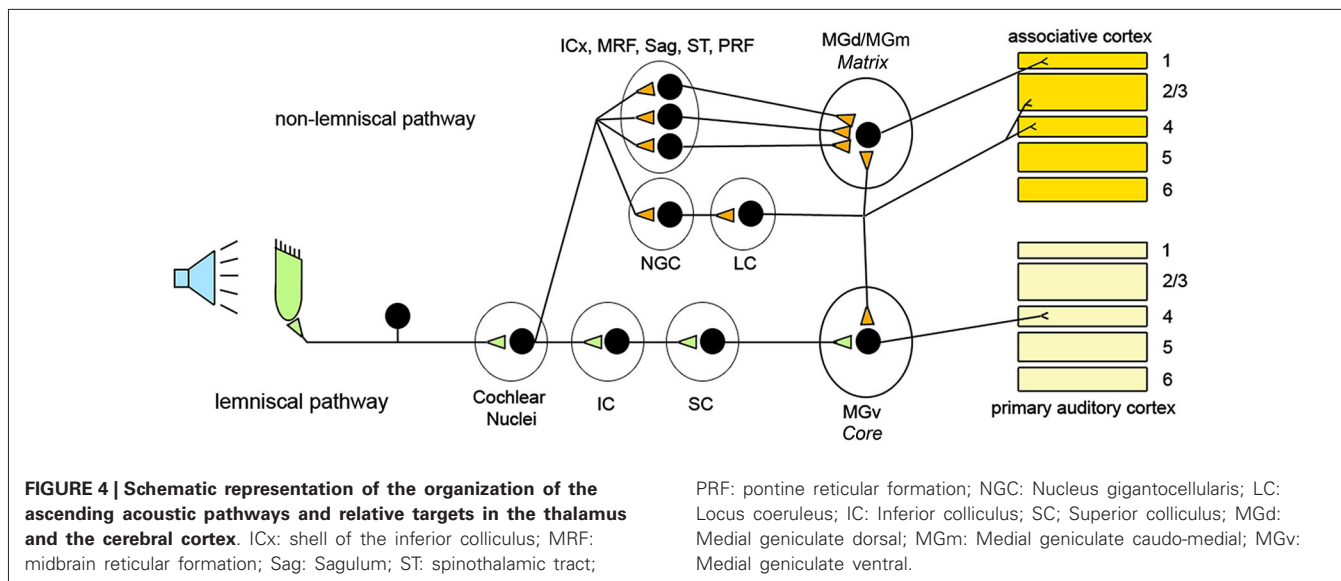 ICx, MRF, Sag, ST, PRF
MGd/MGm
Matrix
associative cortex
1
2/3
4
5
6
non-lemniscal pathway
NGC
LC
1
2/3
4
5
6
primary auditory cortex
lemniscal pathway
Cochlear
Nuclei
IC
SC
MGv
Core
FIGURE 4 | Schematic representation of the organization of the
ascending acoustic pathways and relative targets in the thalamus
and the cerebral cortex. ICx: shell of the inferior colliculus; MRF:
midbrain reticular formation; Sag: Sagulum; ST: spinothalamic tract;
PRF: pontine reticular formation; NGC: Nucleus gigantocellularis; LC:
Locus coeruleus; IC: Inferior colliculus; SC; Superior colliculus; MGd:
Medial geniculate dorsal; MGm: Medial geniculate caudo-medial; MGv:
Medial geniculate ventral.